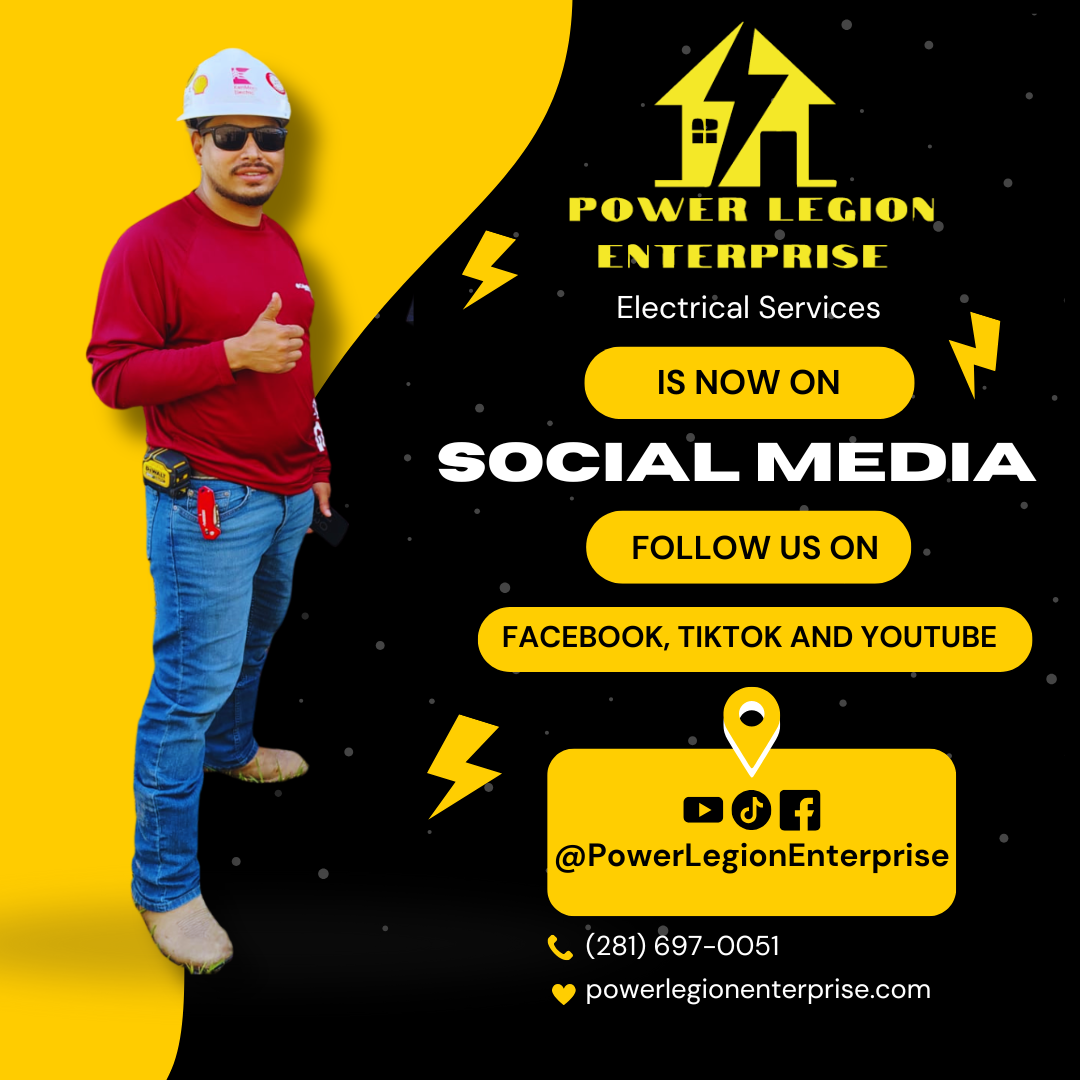 POWER LEGION
ENTERPRISE
Electrical Services
IS NOW ON
SOCIAL MEDIA
FOLLOW US ON
FACEBOOK, TIKTOK AND YOUTUBE
@PowerLegionEnterprise
(281) 697-0051
powerlegionenterprise.com